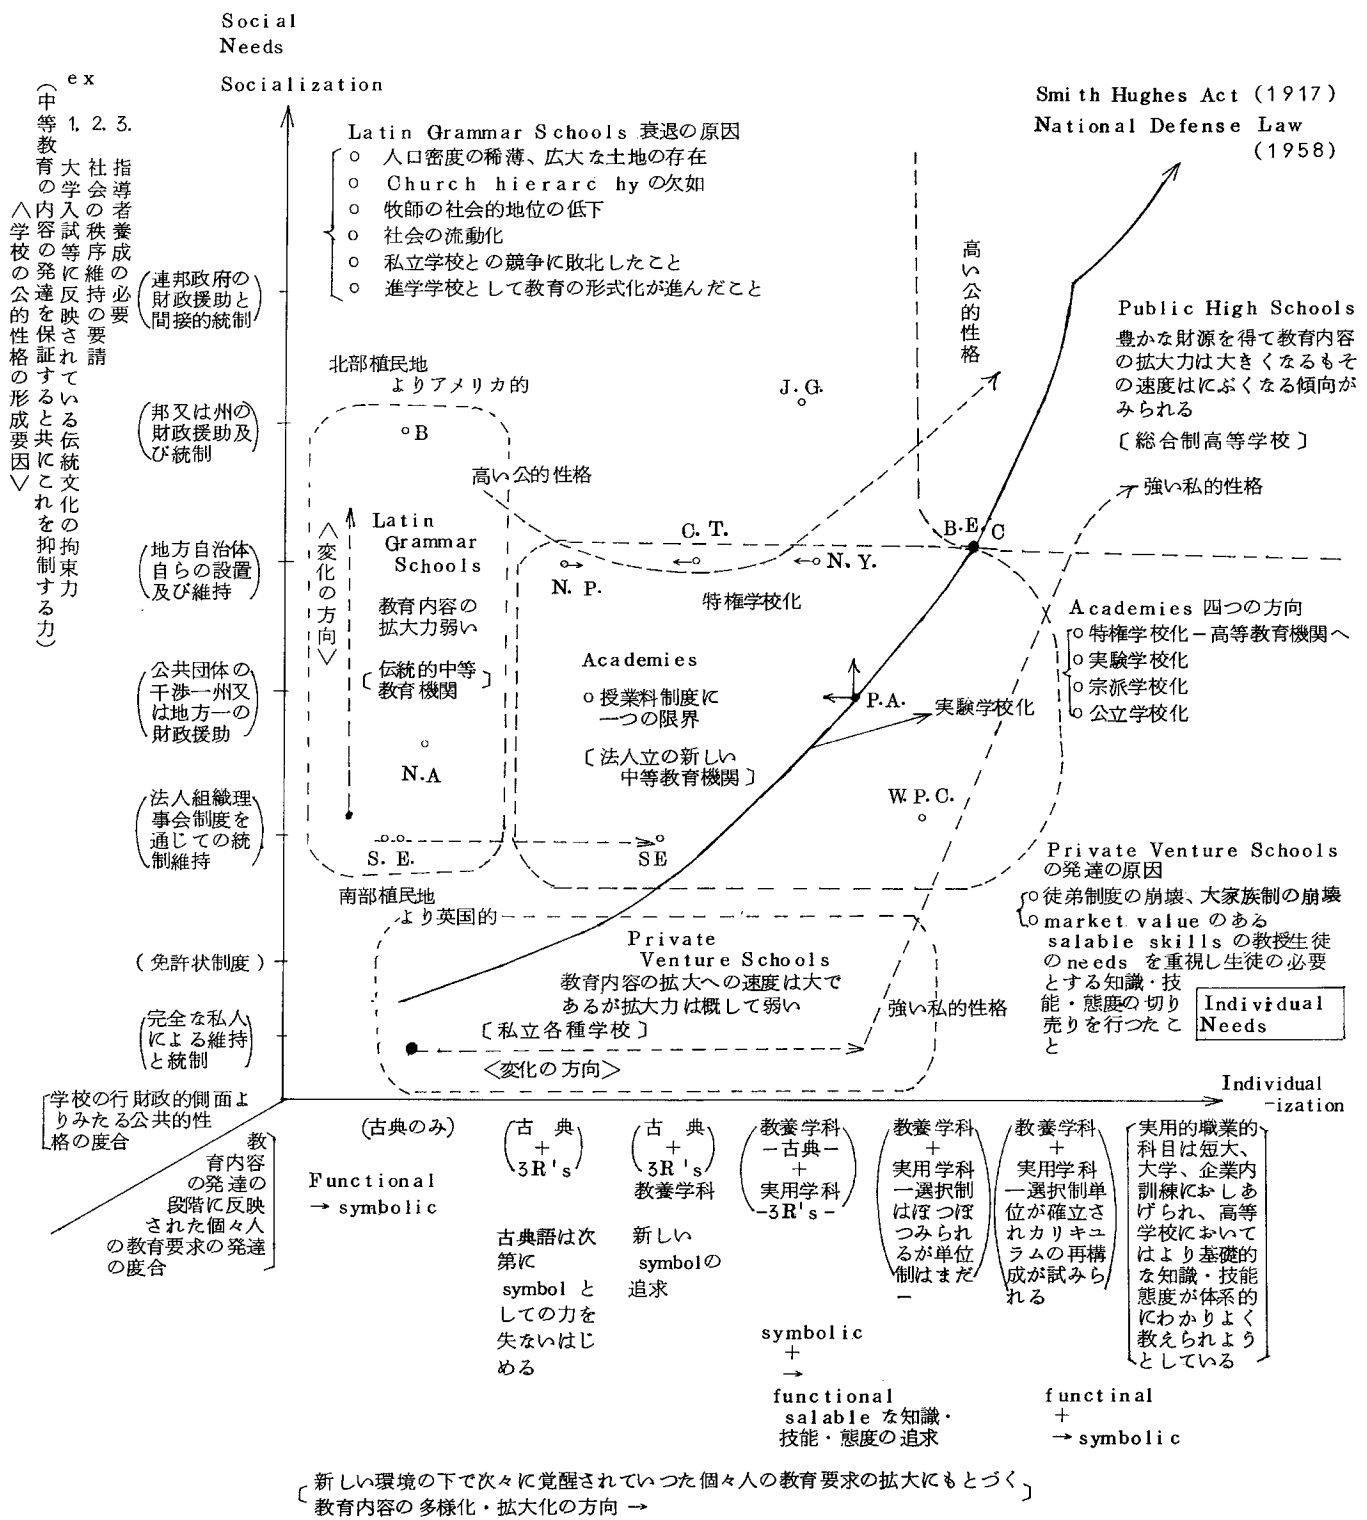 Social
Needs
Socialization
ex
1. 大学入試等に反映されている伝統文化の拘束力
2. 社会の秩序維持の要請
3. 指導者養成の必要
(中等教育の内容の発達を保証すると共にこれを抑制する力)
〈学校の公的性格の形成要因〉
Smith Hughes Act (1917)
National Defense Law
(1958)
Latin Grammar Schools 衰退の原因
○ 人口密度の稀薄、広大な土地の存在
○ Church hierarc hy の欠如
○ 牧師の社会的地位の低下
○ 社会の流動化
○ 私立学校との競争に敗北したこと
○ 進学学校として教育の形式化が進んだこと
(連邦政府の
財政援助と
間接的統制)
(邦又は州の
財政援助及
び統制)
(地方自治体
自らの設置
及び維持)
(公共団体の
干渉一州又
は地方一の
財政援助)
(法人組織理
事会制度を
通じての統
制維持)
(免許状制度)
(完全な私人
による維持
と統制)
高い公的性格
Public High Schools
豊かな財源を得て教育内容
の拡大力は大きくなるもそ
の速度はにぶくなる傾向が
みられる
〔総合制高等学校〕
北部植民地
よりアメリカ的
B
J.G.
高い公的性格
強い私的性格
〈変化の方向〉
Latin
Grammar
Schools
教育内容の
拡大力弱い
〔伝統的中等
教育機関〕
N.A
S. E.
C. T.
B.E.C
N. P.
N. Y.
特権学校化
Academies
○ 授業料制度に
一つの限界
〔法人立の新しい
中等教育機関〕
P.A.
実験学校化
W.P.C.
SE
Academies 四つの方向
○ 特権学校化－高等教育機関へ
○ 実験学校化
○ 宗派学校化
○ 公立学校化
南部植民地
より英国的
Private
Venture Schools
教育内容の拡大への速度は大で
あるが拡大力は概して弱い
〔私立各種学校〕
<変化の方向>
強い私的性格
Private Venture Schools
の発達の原因
○ 徒弟制度の崩壊、大家族制の崩壊
○ market value のある
salable skills の教授生徒
の needs を重視し生徒の必要
とする知識・技
能・態度の切り
売りを行つたこ
と
Individual
Needs
Individual
-ization
〔学校の行財政的側面よ
りみたる公共的性
格の度合
教
育内容
の発達の
段階に反映
された個々人
の教育要求の発達
の度合〕
(古典のみ)
Functional
→ symbolic
(古 典
+
3R's)
古典語は次
第に
symbol と
しての力を
失ないはじ
める
(古 典
+
3R's)
教養学科
新しい
symbolの
追求
(教養学科
－古典－
+
実用学科
－3R's－)
symbolic
+
→
functional
salable な知識・
技能・態度の追求
(教養学科
+
実用学科
一選択制
はぼつぼ
つみられ
るが単位
制はまだ
ー)
(教養学科
+
実用学科
一選択制単
位が確立さ
れカリキュ
ラムの再構
成が試みら
れる)
functinal
+
→ symbolic
〔実用的職業的
科目は短大、
大学、企業内
訓練におしあ
げられ、高等
学校において
はより基礎的
な知識・技能
態度が体系的
にわかりよく
教えられよう
としている〕
〔新しい環境の下で次々に覚醒されていつた個々人の教育要求の拡大にもとづく
教育内容の多様化・拡大化の方向 →〕